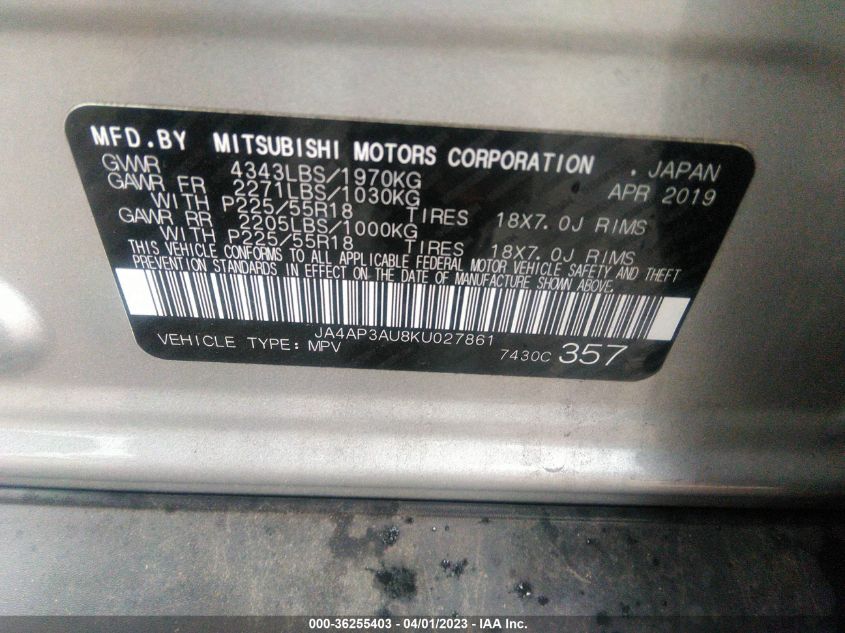 MFD.BY MITSUBISHI MOTORS CORPORATION . JAPAN
GVWR 4343LBS/1970KG APR 2019
GAWR FR 2271LBS/1030KG
WITH P225/55R18 TIRES 18X7.0J RIMS
GAWR RR 2205LBS/1000KG
WITH P225/55R18 TIRES 18X7.0J RIMS
THIS VEHICLE CONFORMS TO ALL APPLICABLE FEDERAL MOTOR VEHICLE SAFETY AND THEFT
PREVENTION STANDARDS IN EFFECT ON THE DATE OF MANUFACTURE SHOWN ABOVE.
JA4AP3AU8KU027861
VEHICLE TYPE: MPV 7430C 357
000-36255403 - 04/01/2023 - IAA Inc.